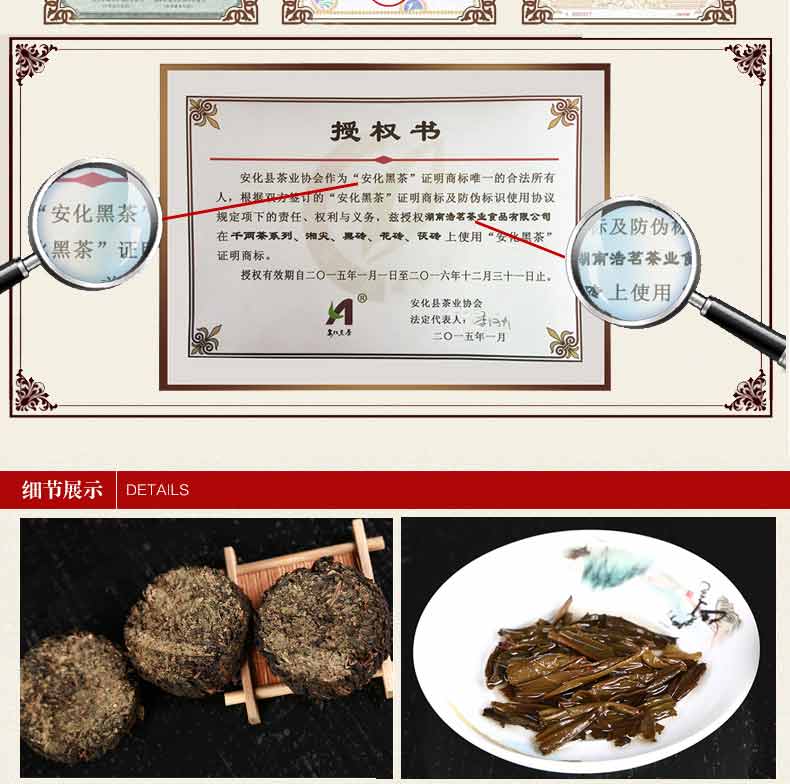 授权书
安化县茶业协会作为“安化黑茶”证明商标唯一的合法所有
人，根据双方签订的“安化黑茶”证明商标及防伪标识使用协议
规定项下的责任、权利与义务，兹授权湖南浩茗茶业食品有限公司
在千两茶系列、湘尖、黑砖、花砖、茯砖上使用“安化黑茶”
证明商标。
授权有效期自二〇一五年一月一日至二〇一六年十二月三十一日止。
®
安化黑茶
安化县茶业协会
法定代表人：
二〇一五年一月
“安化黑茶”
黑茶”证明
标及防伪标
湖南浩茗茶业食
上使用“
细节展示 DETAILS